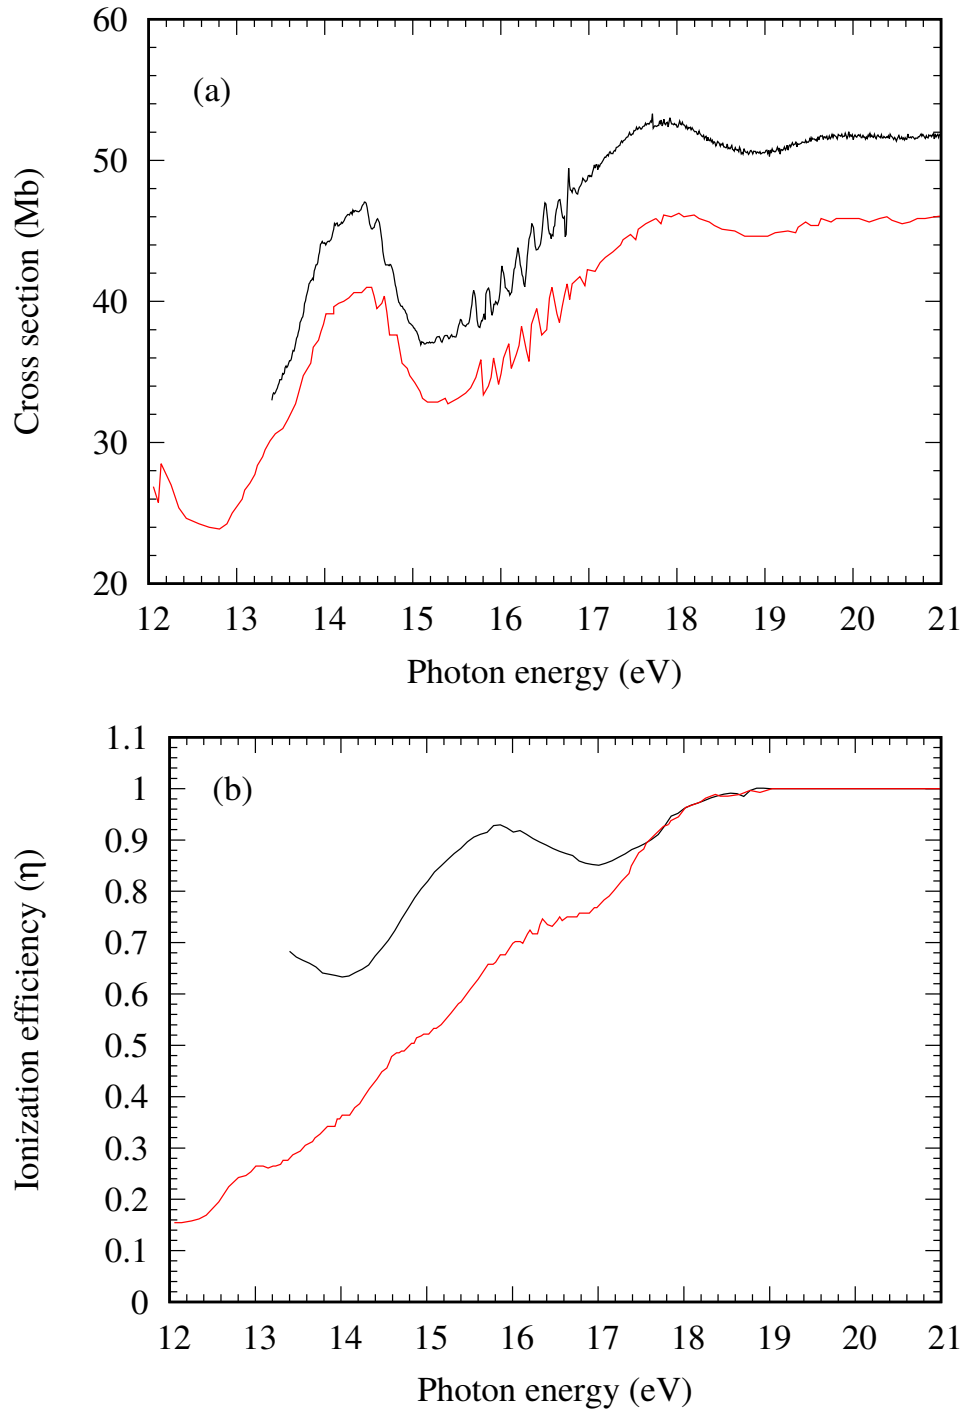 60
(a)
50
40
30
20
Cross section (Mb)
12 13 14 15 16 17 18 19 20 21
Photon energy (eV)
1.1
1
(b)
0.9
0.8
0.7
0.6
0.5
0.4
0.3
0.2
0.1
0
Ionization efficiency (η)
12 13 14 15 16 17 18 19 20 21
Photon energy (eV)